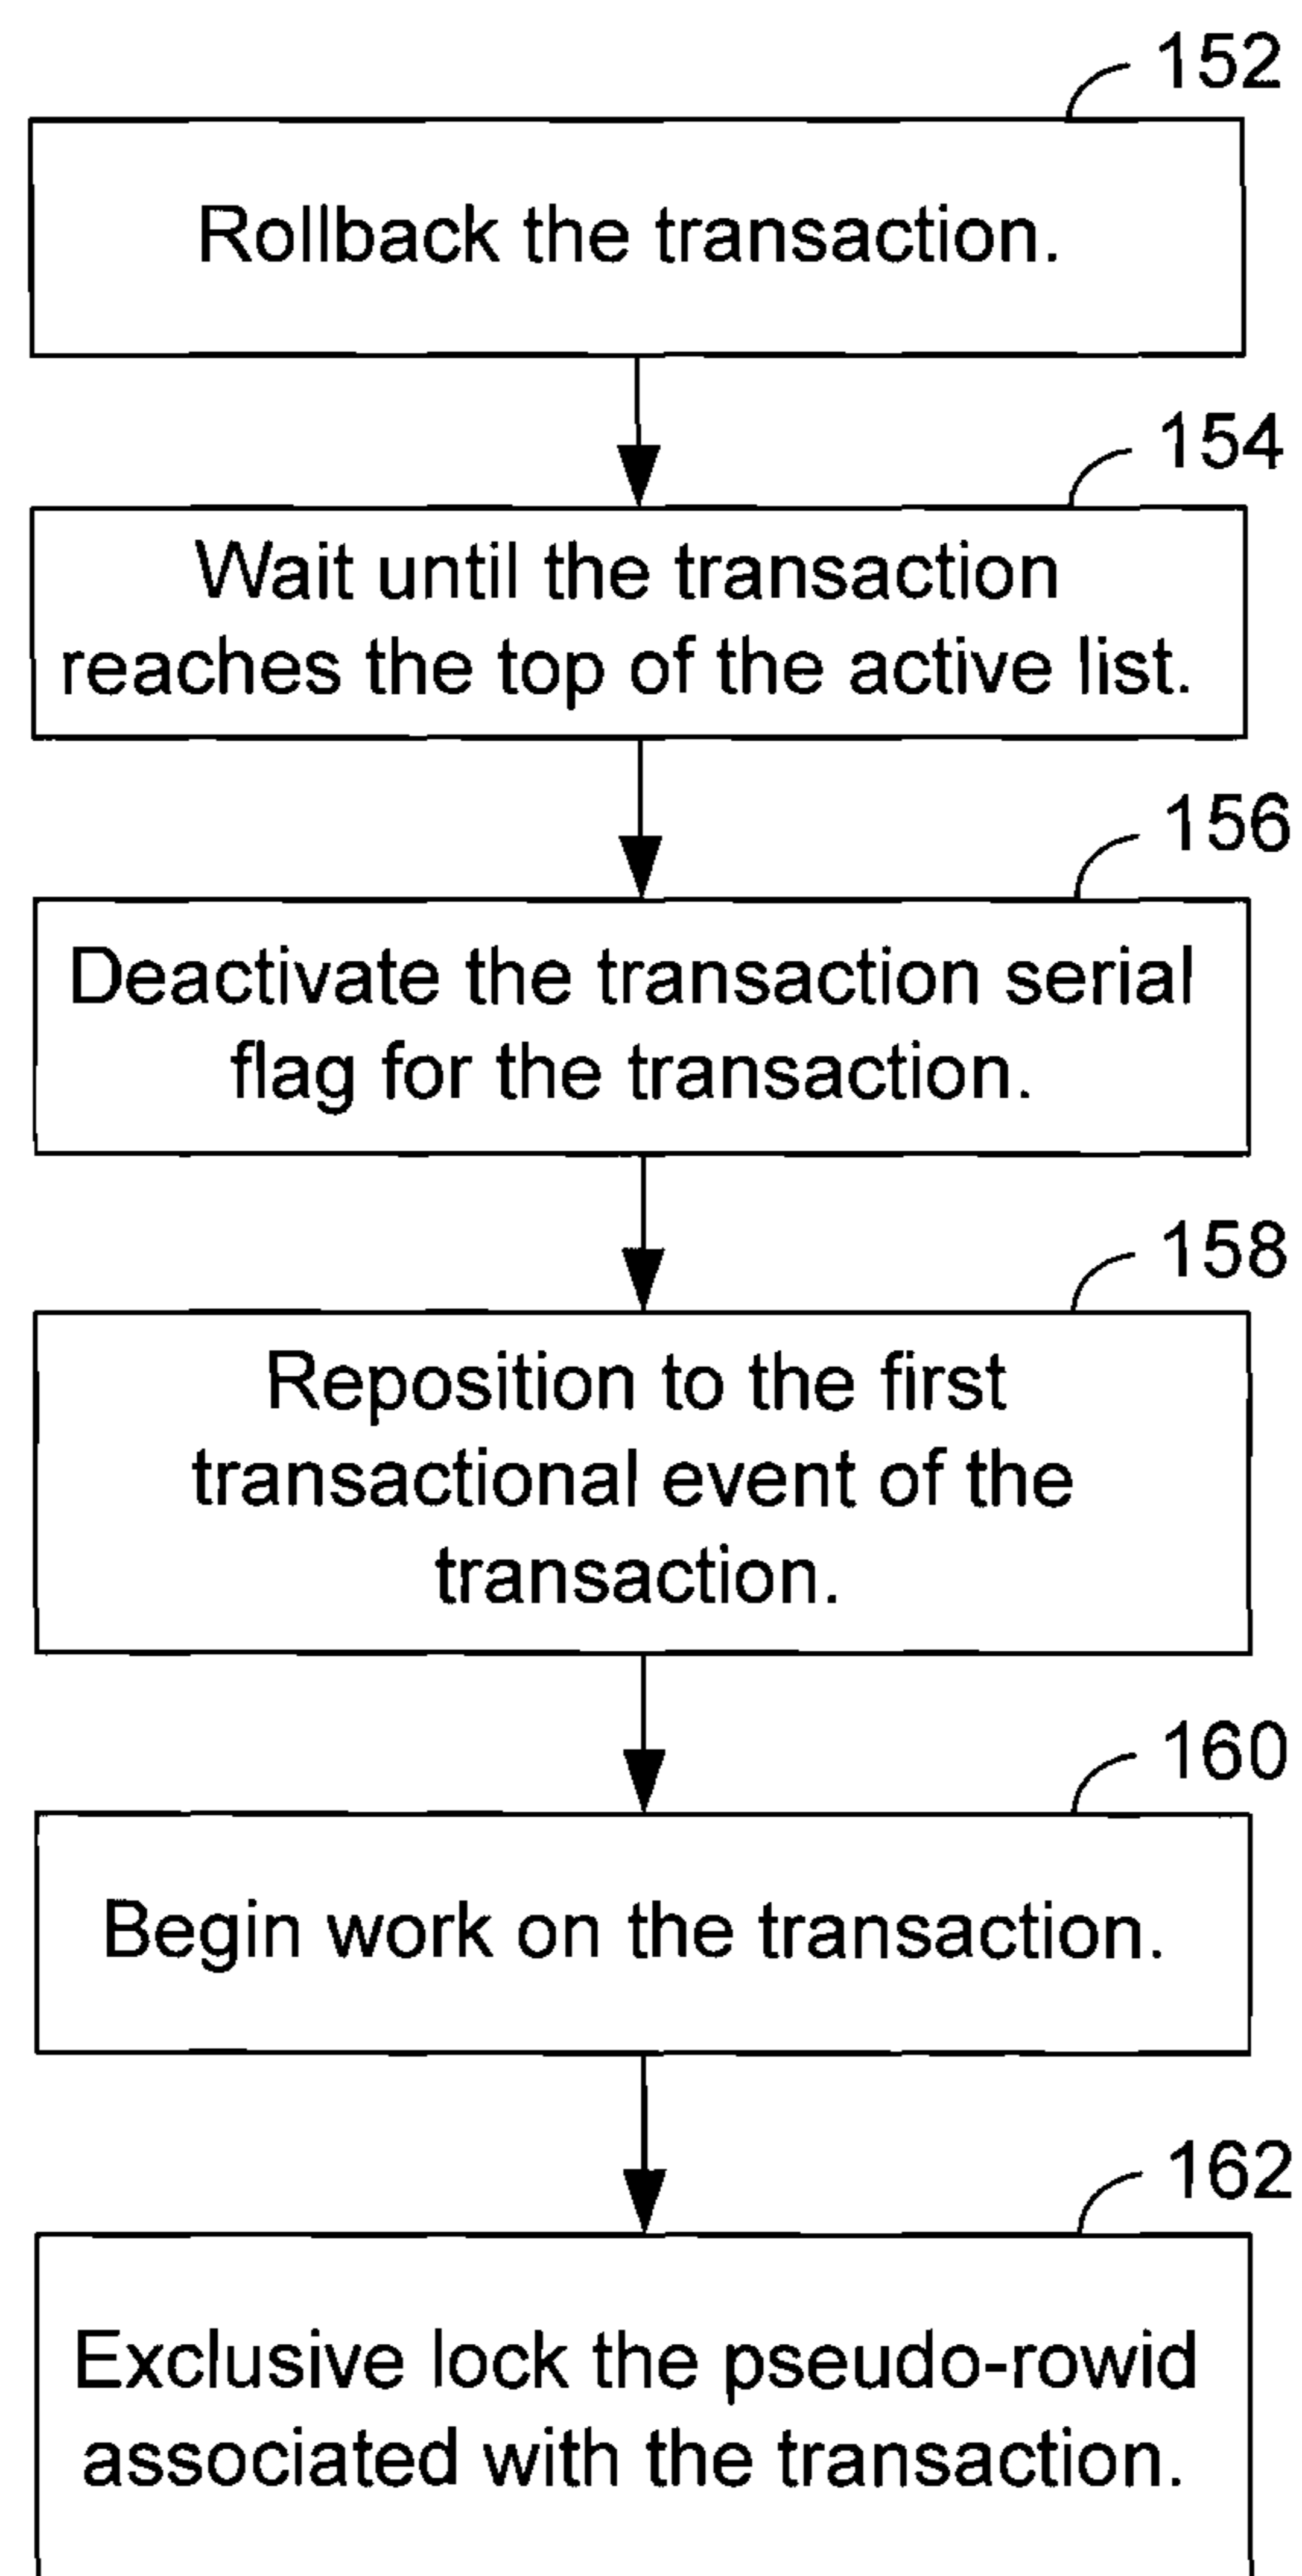 152
Rollback the transaction.
154
Wait until the transaction
reaches the top of the active list.
156
Deactivate the transaction serial
flag for the transaction.
158
Reposition to the first
transactional event of the
transaction.
160
Begin work on the transaction.
162
Exclusive lock the pseudo-rowid
associated with the transaction.